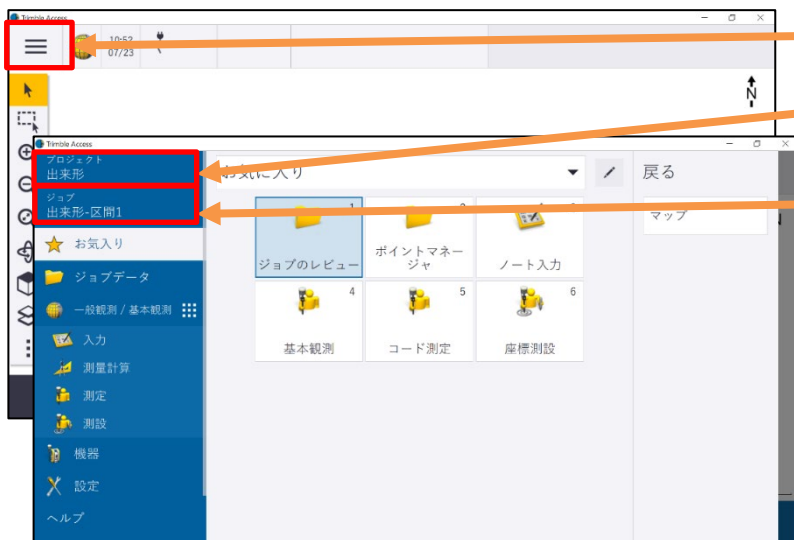 Trimble Access
10:52
07/23
N
Trimble Access
プロジェクト
出来形
お気に入り
戻る
ジョブ
出来形-区間1
マップ
お気入り
1
ジョブのレビュー
ポイントマネー
ジャ
ノート入力
ジョブデータ
一般観測 / 基本観測
4
5
6
基本観測
コード測定
座標測設
入力
測量計算
測定
測設
機器
設定
ヘルプ